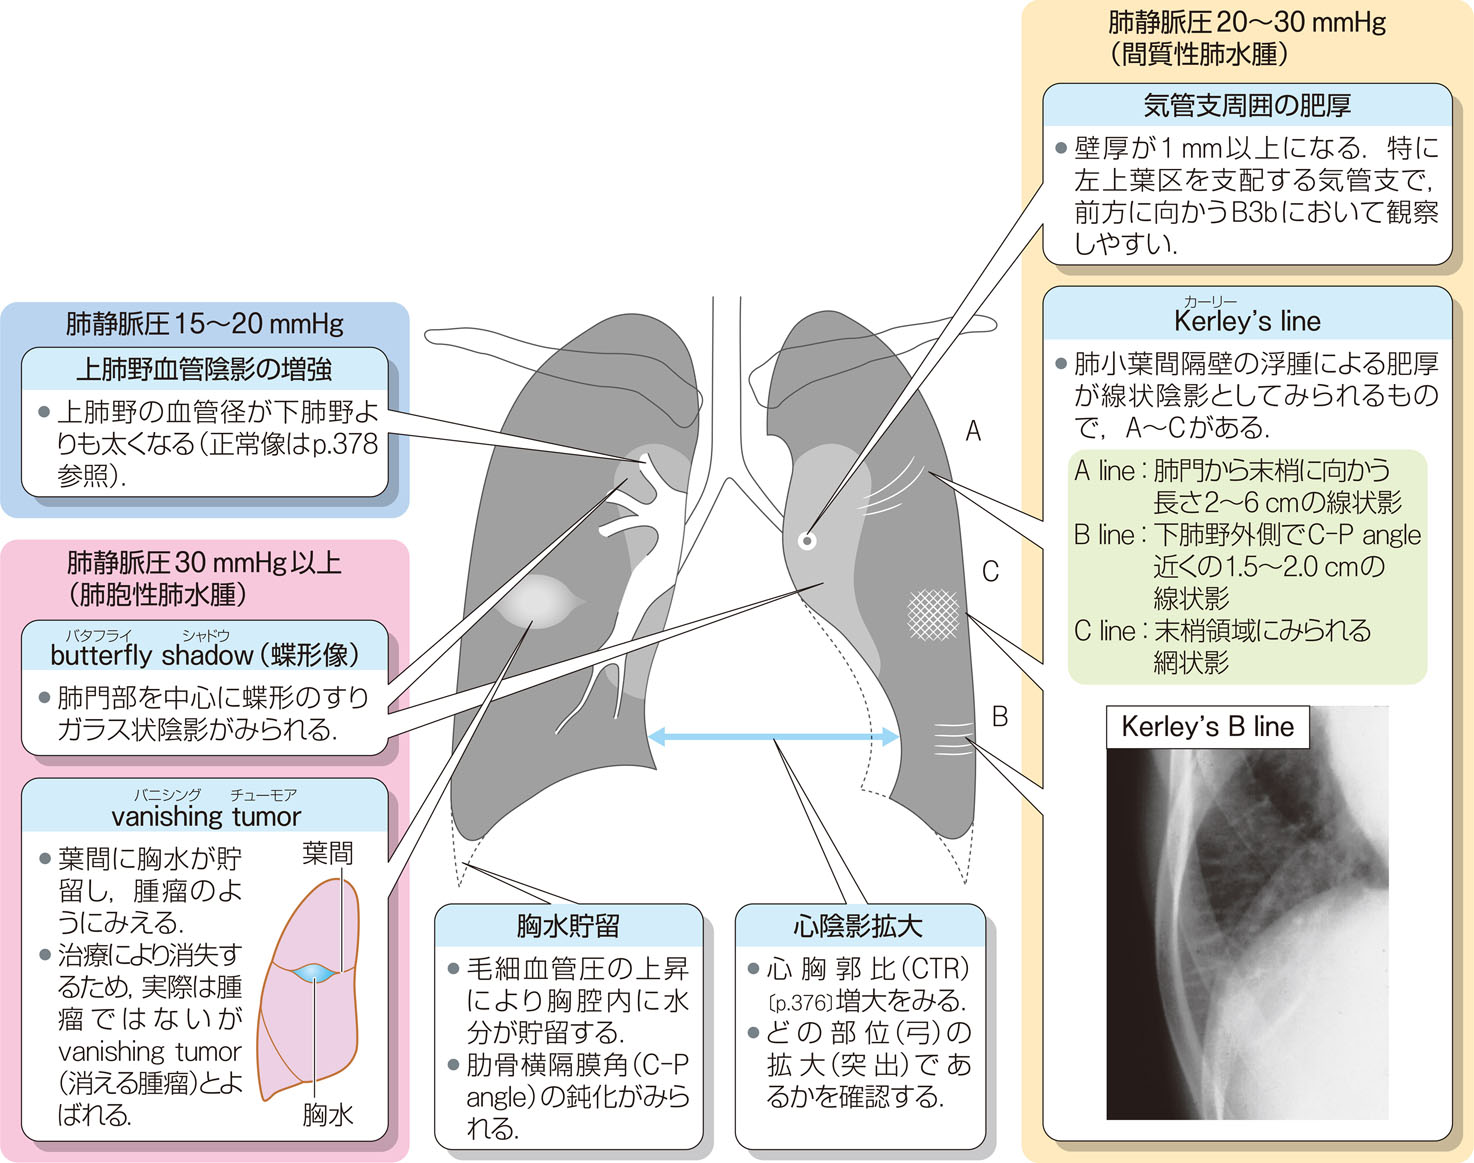 肺静脈圧20〜30 mmHg
（間質性肺水腫）
気管支周囲の肥厚
● 壁厚が1 mm以上になる．特に
左上葉区を支配する気管支で，
前方に向かうB3bにおいて観察
しやすい．
カーリー
Kerley's line
● 肺小葉間隔壁の浮腫による肥厚
が線状陰影としてみられるもの
で，A〜Cがある．
A line：肺門から末梢に向かう
長さ2〜6 cmの線状影
B line：下肺野外側でC-P angle
近くの1.5〜2.0 cmの
線状影
C line：末梢領域にみられる
網状影
Kerley's B line
肺静脈圧15〜20 mmHg
上肺野血管陰影の増強
● 上肺野の血管径が下肺野よ
りも太くなる（正常像はp.378
参照）．
肺静脈圧30 mmHg以上
（肺胞性肺水腫）
バタフライ シャドウ
butterfly shadow（蝶形像）
● 肺門部を中心に蝶形のすり
ガラス状陰影がみられる．
バニシング チューモア
vanishing tumor
● 葉間に胸水が貯
留し，腫瘤のよ
うにみえる．
● 治療により消失す
るため，実際は腫
瘤ではないが
vanishing tumor
（消える腫瘤）とよ
ばれる．
葉間
胸水
A
C
B
胸水貯留
● 毛細血管圧の上昇
により胸腔内に水
分が貯留する．
● 肋骨横隔膜角（C-P
angle）の鈍化がみら
れる．
心陰影拡大
● 心胸郭比（CTR）
〔p.376〕増大をみる．
● どの部位（弓）の
拡大（突出）であ
るかを確認する．